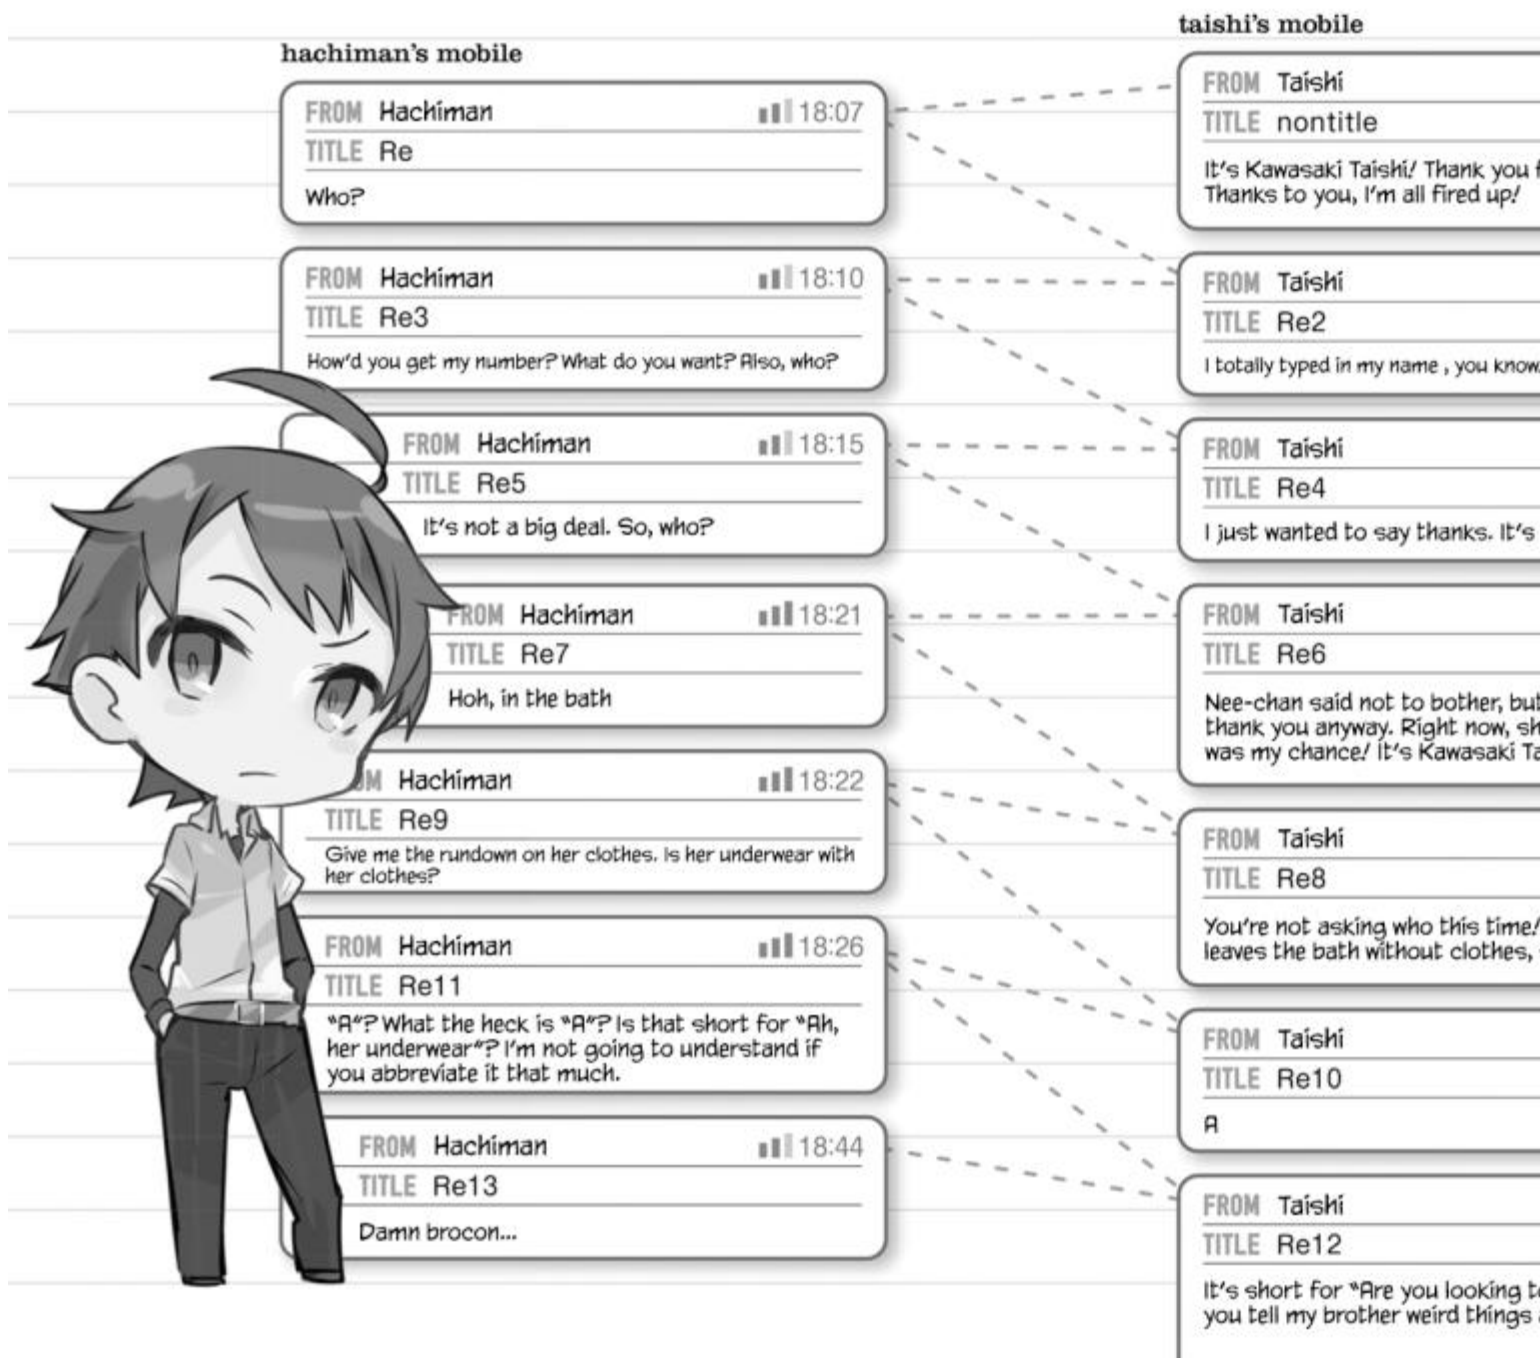 hachiman's mobile
FROM Hachiman 18:07
TITLE Re
Who?
FROM Hachiman 18:10
TITLE Re3
How'd you get my number? What do you want? Also, who?
FROM Hachiman 18:15
TITLE Re5
It's not a big deal. So, who?
FROM Hachiman 18:21
TITLE Re7
Hoh, in the bath
Hachiman 18:22
TITLE Re9
Give me the rundown on her clothes. Is her underwear with
her clothes?
FROM Hachiman 18:26
TITLE Re11
"A"? What the heck is "A"? Is that short for "Ah,
her underwear"? I'm not going to understand if
you abbreviate it that much.
FROM Hachiman 18:44
TITLE Re13
Damn brocon...
taishi's mobile
FROM Taishi
TITLE nontitle
It's Kawasaki Taishi! Thank you
Thanks to you, I'm all fired up!
FROM Taishi
TITLE Re2
I totally typed in my name , you know
FROM Taishi
TITLE Re4
I just wanted to say thanks. It's
FROM Taishi
TITLE Re6
Nee-chan said not to bother, but
thank you anyway. Right now,
was my chance! It's Kawasaki
FROM Taishi
TITLE Re8
You're not asking who this time!
leaves the bath without clothes,
FROM Taishi
TITLE Re10
A
FROM Taishi
TITLE Re12
It's short for "Are you looking
you tell my brother weird things